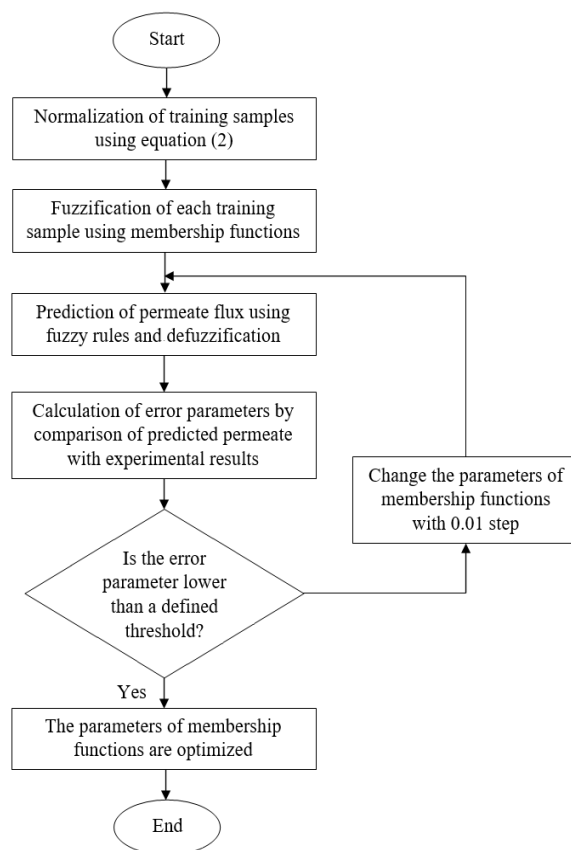 Start
Normalization of training samples
using equation (2)
Fuzzification of each training
sample using membership functions
Prediction of permeate flux using
fuzzy rules and defuzzification
Calculation of error parameters by
comparison of predicted permeate
with experimental results
Change the parameters of
membership functions
with 0.01 step
Is the error
parameter lower
than a defined
threshold?
Yes
The parameters of membership
functions are optimized
End